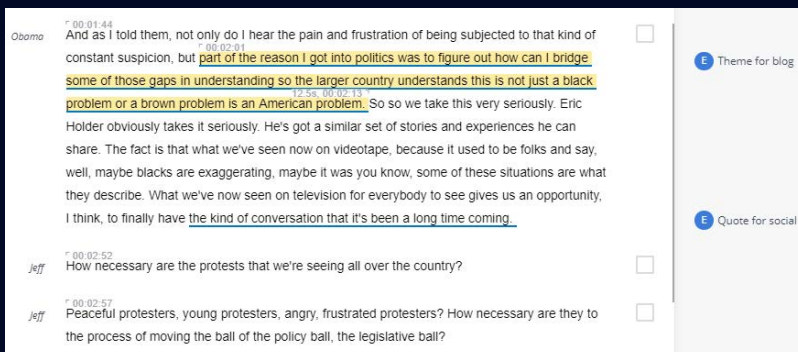 00:01:44
Obama And as I told them, not only do I hear the pain and frustration of being subjected to that kind of
00:02:01
constant suspicion, but part of the reason I got into politics was to figure out how can I bridge
E Theme for blog
some of those gaps in understanding so the larger country understands this is not just a black
12.5s, 00:02:13
problem or a brown problem is an American problem. So so we take this very seriously. Eric
Holder obviously takes it seriously. He's got a similar set of stories and experiences he can
share. The fact is that what we've seen now on videotape, because it used to be folks and say,
well, maybe blacks are exaggerating, maybe it was you know, some of these situations are what
they describe. What we've now seen on television for everybody to see gives us an opportunity,
I think, to finally have the kind of conversation that it's been a long time coming.
E Quote for social
00:02:52
Jeff How necessary are the protests that we're seeing all over the country?
00:02:57
Jeff Peaceful protesters, young protesters, angry, frustrated protesters? How necessary are they to
the process of moving the ball of the policy ball, the legislative ball?